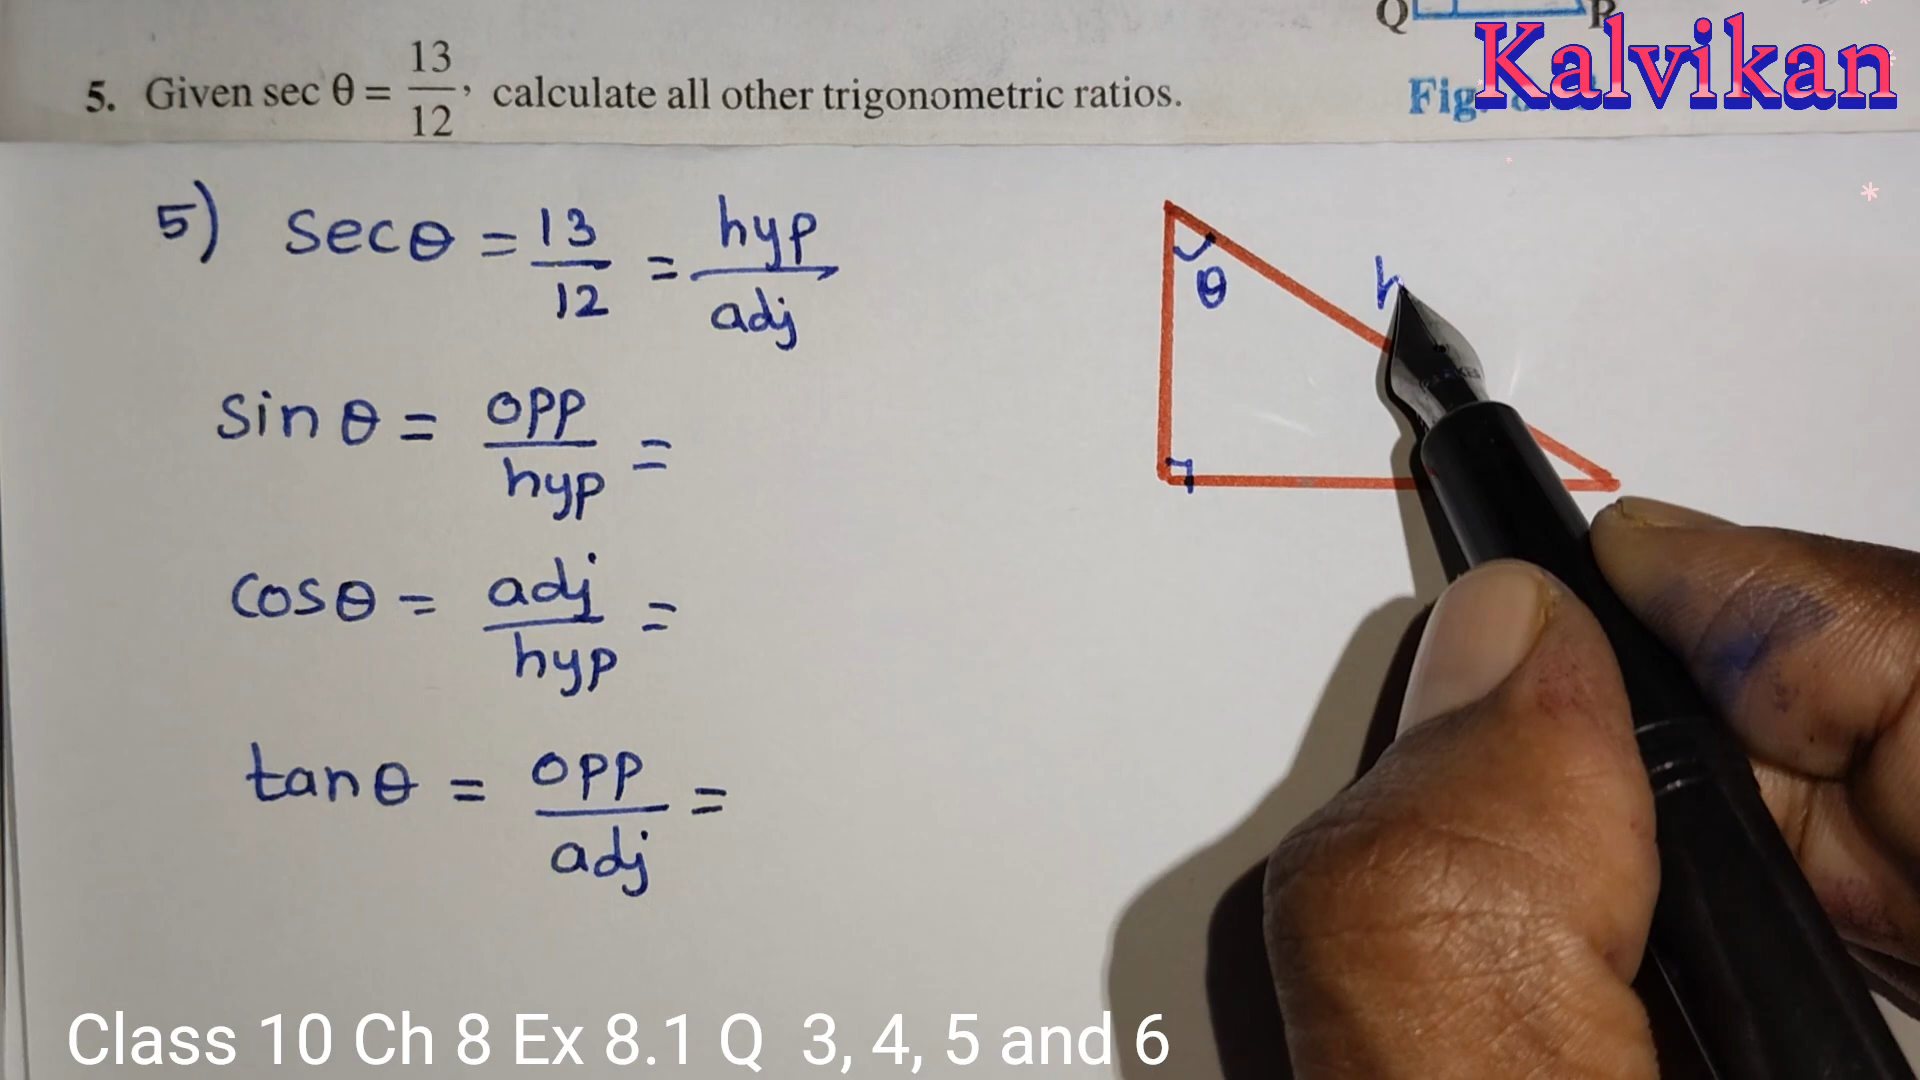 Q R
Kalvikan
5. Given sec θ = 13/12, calculate all other trigonometric ratios.
Fig.
5) secθ = 13/12 = hyp/adj
θ
h
sin θ = opp/hyp =
cosθ = adj/hyp =
tanθ = opp/adj =
Class 10 Ch 8 Ex 8.1 Q 3, 4, 5 and 6